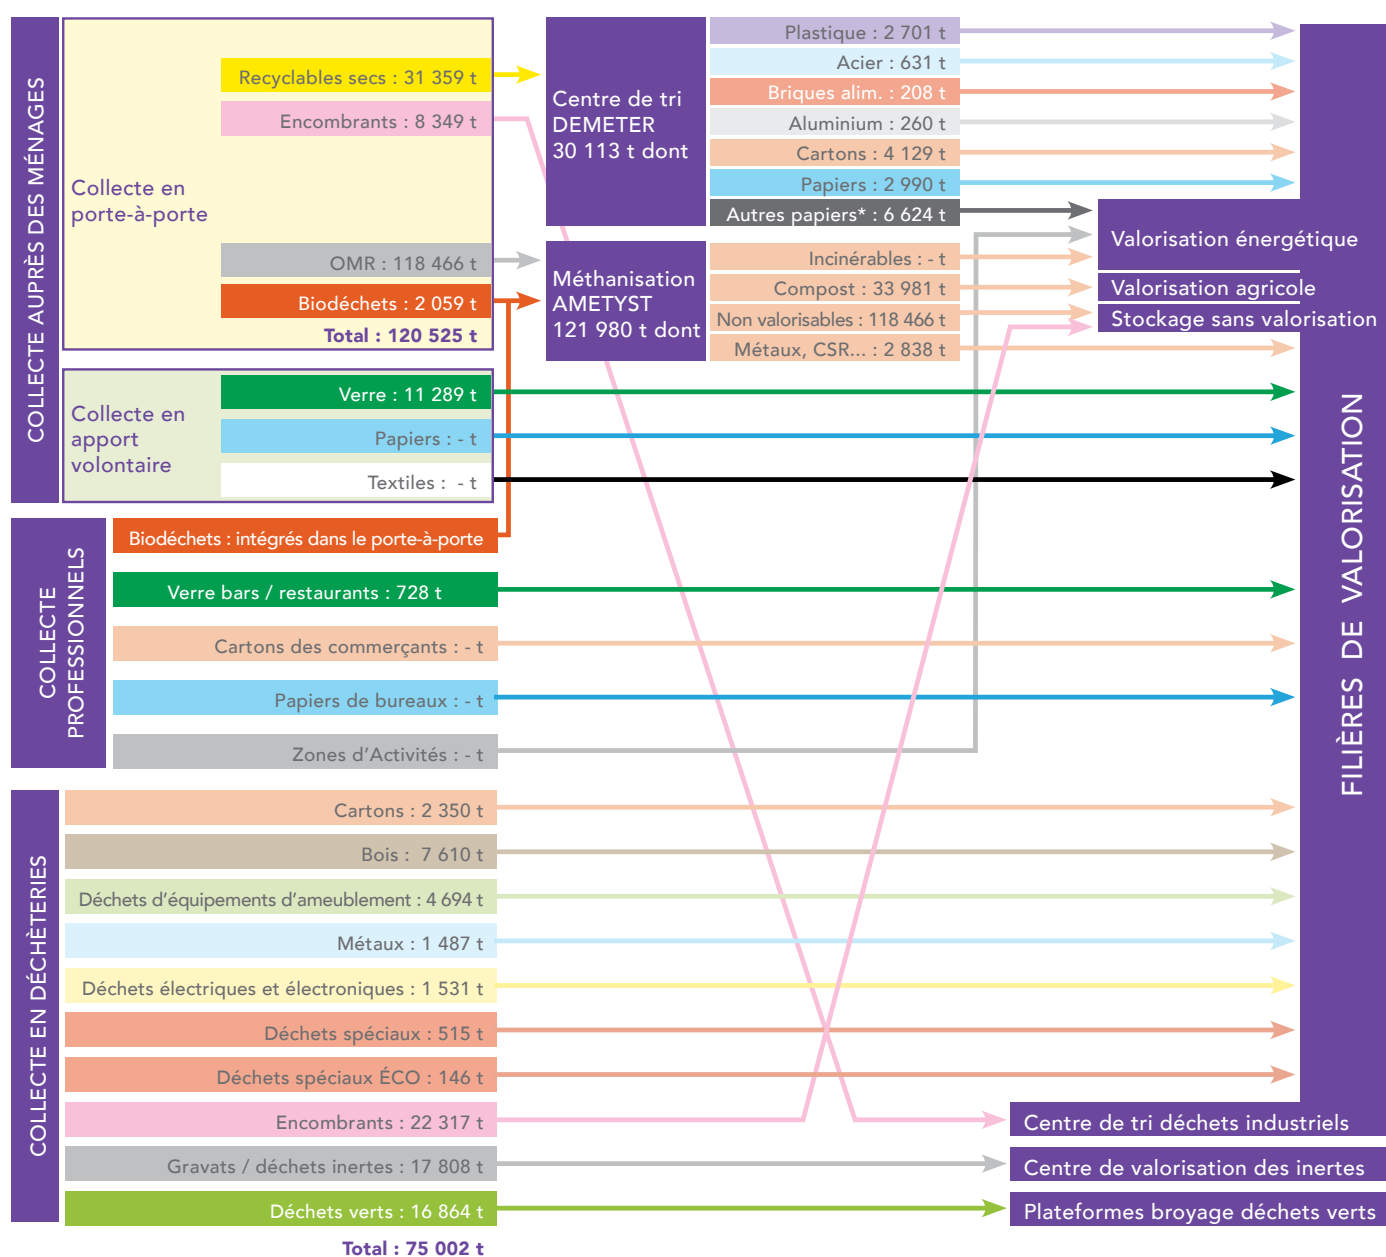 COLLECTE AUPRÈS DES MÉNAGES
Collecte en
porte-à-porte
Recyclables secs : 31 359 t
Encombrants : 8 349 t
OMR : 118 466 t
Biodéchets : 2 059 t
Total : 120 525 t
Collecte en
apport
volontaire
Verre : 11 289 t
Papiers : - t
Textiles : - t
Centre de tri
DEMETER
30 113 t dont
Plastique : 2 701 t
Acier : 631 t
Briques alim. : 208 t
Aluminium : 260 t
Cartons : 4 129 t
Papiers : 2 990 t
Autres papiers* : 6 624 t
Méthanisation
AMETYST
121 980 t dont
Incinérables : - t
Compost : 33 981 t
Non valorisables : 118 466 t
Métaux, CSR... : 2 838 t
Valorisation énergétique
Valorisation agricole
Stockage sans valorisation
FILIÈRES DE VALORISATION
COLLECTE
PROFESSIONNELS
Biodéchets : intégrés dans le porte-à-porte
Verre bars / restaurants : 728 t
Cartons des commerçants : - t
Papiers de bureaux : - t
Zones d'Activités : - t
COLLECTE EN DÉCHÈTERIES
Cartons : 2 350 t
Bois : 7 610 t
Déchets d'équipements d'ameublement : 4 694 t
Métaux : 1 487 t
Déchets électriques et électroniques : 1 531 t
Déchets spéciaux : 515 t
Déchets spéciaux ÉCO : 146 t
Encombrants : 22 317 t
Gravats / déchets inertes : 17 808 t
Déchets verts : 16 864 t
Total : 75 002 t
Centre de tri déchets industriels
Centre de valorisation des inertes
Plateformes broyage déchets verts